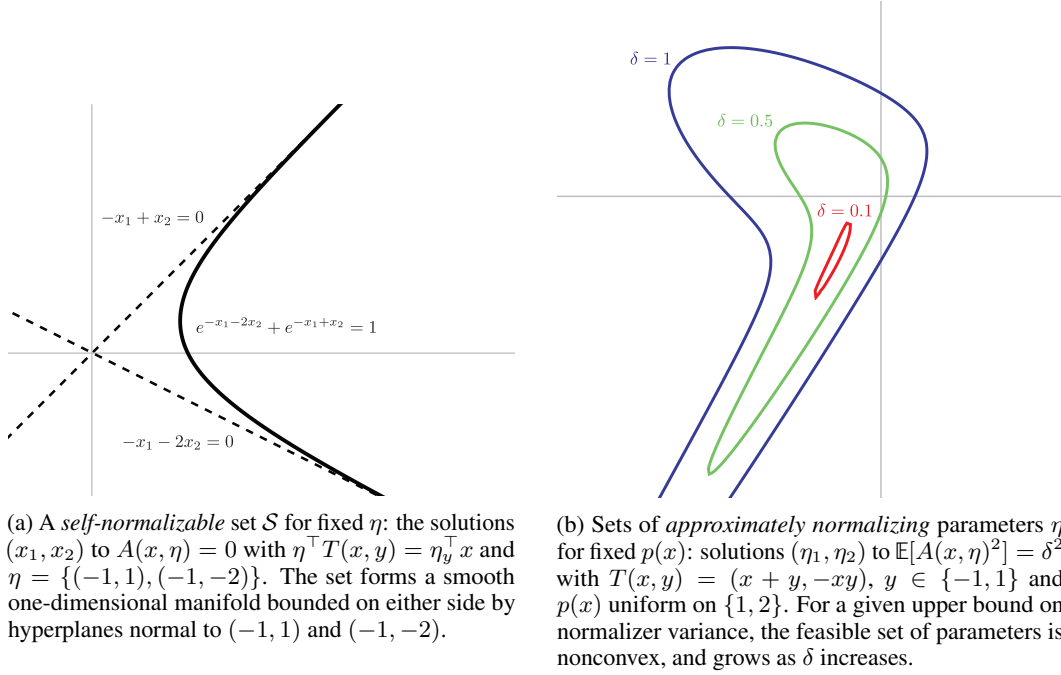 δ = 1
δ = 0.5
δ = 0.1
−x₁ + x₂ = 0
e^{−x₁−2x₂} + e^{−x₁+x₂} = 1
−x₁ − 2x₂ = 0
(a) A self-normalizable set 𝒮 for fixed η: the solutions
(x₁, x₂) to A(x, η) = 0 with η^⊤T(x, y) = η_y^⊤x and
η = {(−1, 1), (−1, −2)}. The set forms a smooth
one-dimensional manifold bounded on either side by
hyperplanes normal to (−1, 1) and (−1, −2).
(b) Sets of approximately normalizing parameters η
for fixed p(x): solutions (η₁, η₂) to 𝔼[A(x, η)²] = δ²
with T(x, y) = (x + y, −xy), y ∈ {−1, 1} and
p(x) uniform on {1, 2}. For a given upper bound on
normalizer variance, the feasible set of parameters is
nonconvex, and grows as δ increases.